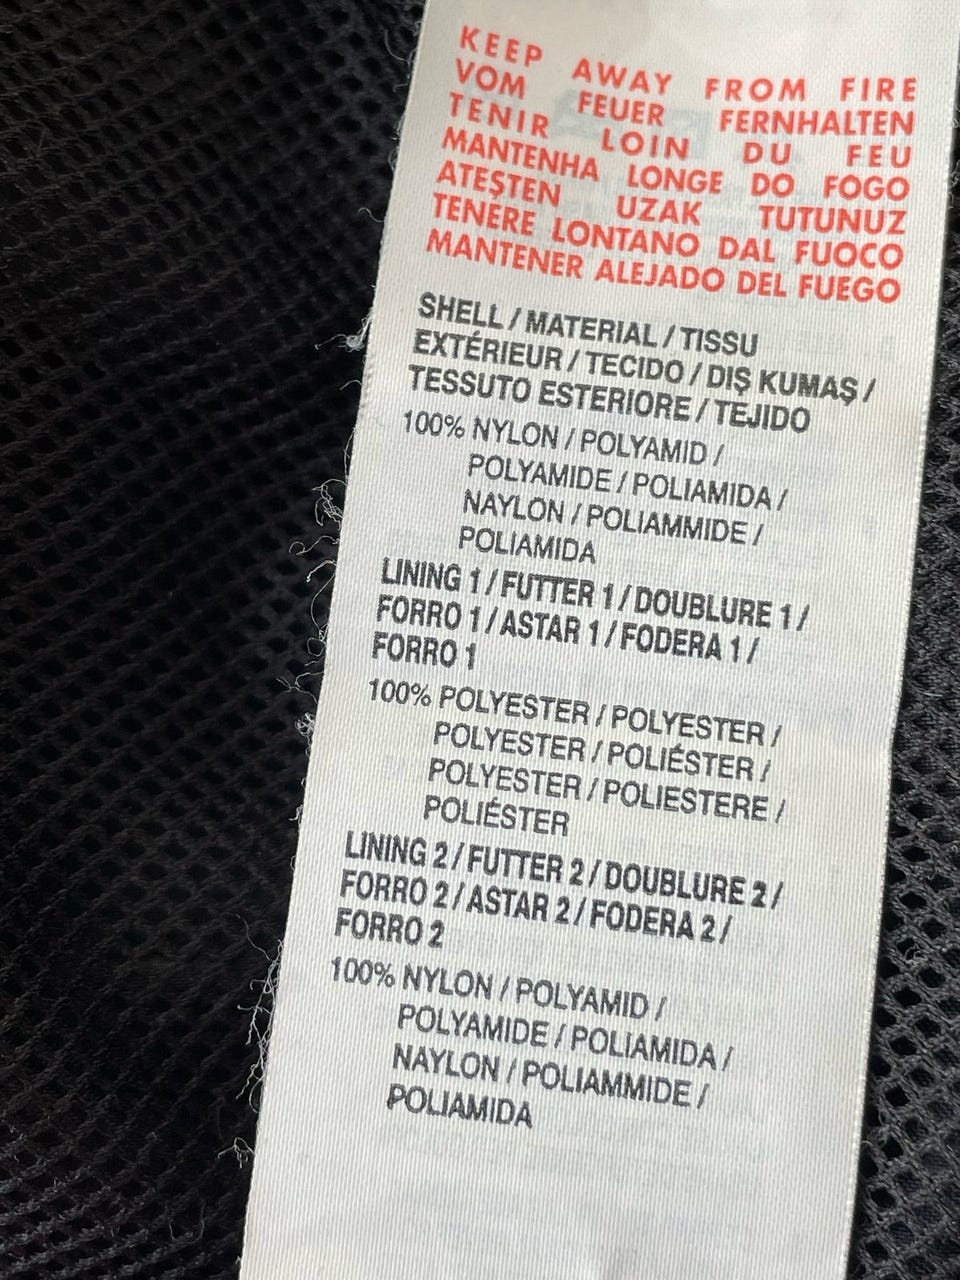 KEEP AWAY FROM FIRE
VOM FEUER FERNHALTEN
TENIR LOIN DU FEU
MANTENHA LONGE DO FOGO
ATEŞTEN UZAK TUTUNUZ
TENERE LONTANO DAL FUOCO
MANTENER ALEJADO DEL FUEGO
SHELL / MATERIAL / TISSU
EXTÉRIEUR / TECIDO / DIŞ KUMAŞ /
TESSUTO ESTERIORE / TEJIDO
100% NYLON / POLYAMID /
POLYAMIDE / POLIAMIDA /
NAYLON / POLIAMMIDE /
POLIAMIDA
LINING 1 / FUTTER 1 / DOUBLURE 1 /
FORRO 1 / ASTAR 1 / FODERA 1 /
FORRO 1
100% POLYESTER / POLYESTER /
POLYESTER / POLIÉSTER /
POLYESTER / POLIESTERE /
POLIÉSTER
LINING 2 / FUTTER 2 / DOUBLURE 2 /
FORRO 2 / ASTAR 2 / FODERA 2 /
FORRO 2
100% NYLON / POLYAMID /
POLYAMIDE / POLIAMIDA /
NAYLON / POLIAMMIDE /
POLIAMIDA